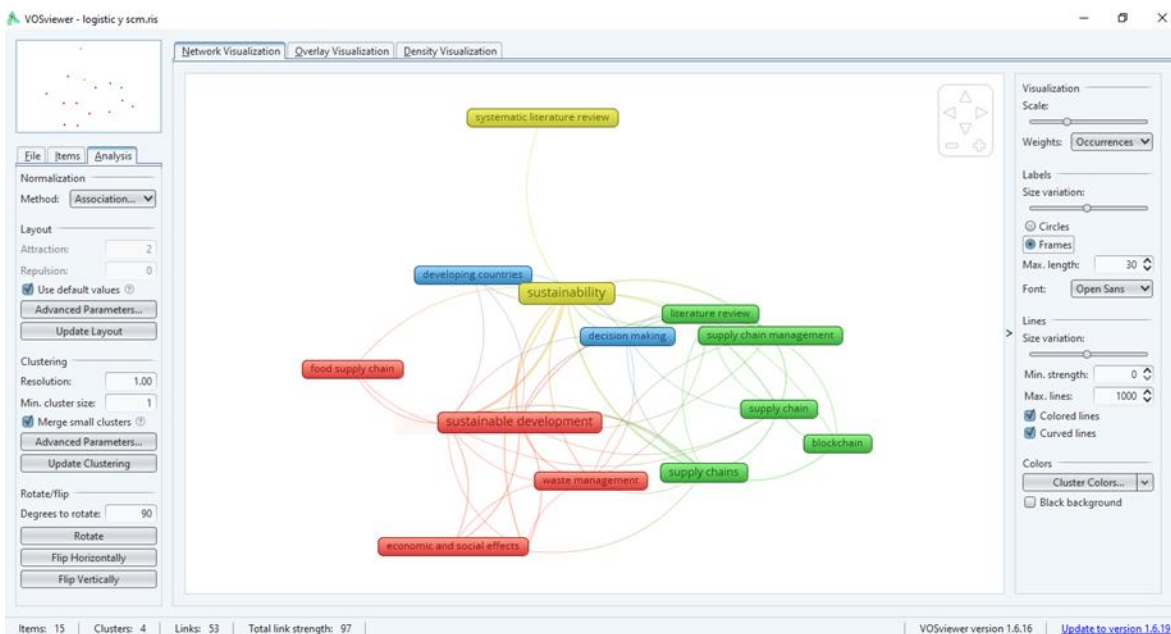 VOSviewer - logistic y scm.ris
Network Visualization Overlay Visualization Density Visualization
File Items Analysis
Normalization
Method: Association...
Layout
Attraction: 2
Repulsion: 0
Use default values
Advanced Parameters...
Update Layout
Clustering
Resolution: 1.00
Min. cluster size: 1
Merge small clusters
Advanced Parameters...
Update Clustering
Rotate/flip
Degrees to rotate: 90
Rotate
Flip Horizontally
Flip Vertically
systematic literature review
developing countries
sustainability
literature review
decision making
supply chain management
food supply chain
supply chain
sustainable development
blockchain
supply chains
waste management
economic and social effects
Visualization
Scale:
Weights: Occurrences
Labels
Size variation:
Circles
Frames
Max. length: 30
Font: Open Sans
>
Lines
Size variation:
Min. strength: 0
Max. lines: 1000
Colored lines
Curved lines
Colors
Cluster Colors...
Black background
Items: 15 Clusters: 4 Links: 53 Total link strength: 97 VOSviewer version 1.6.16 Update to version 1.6.19